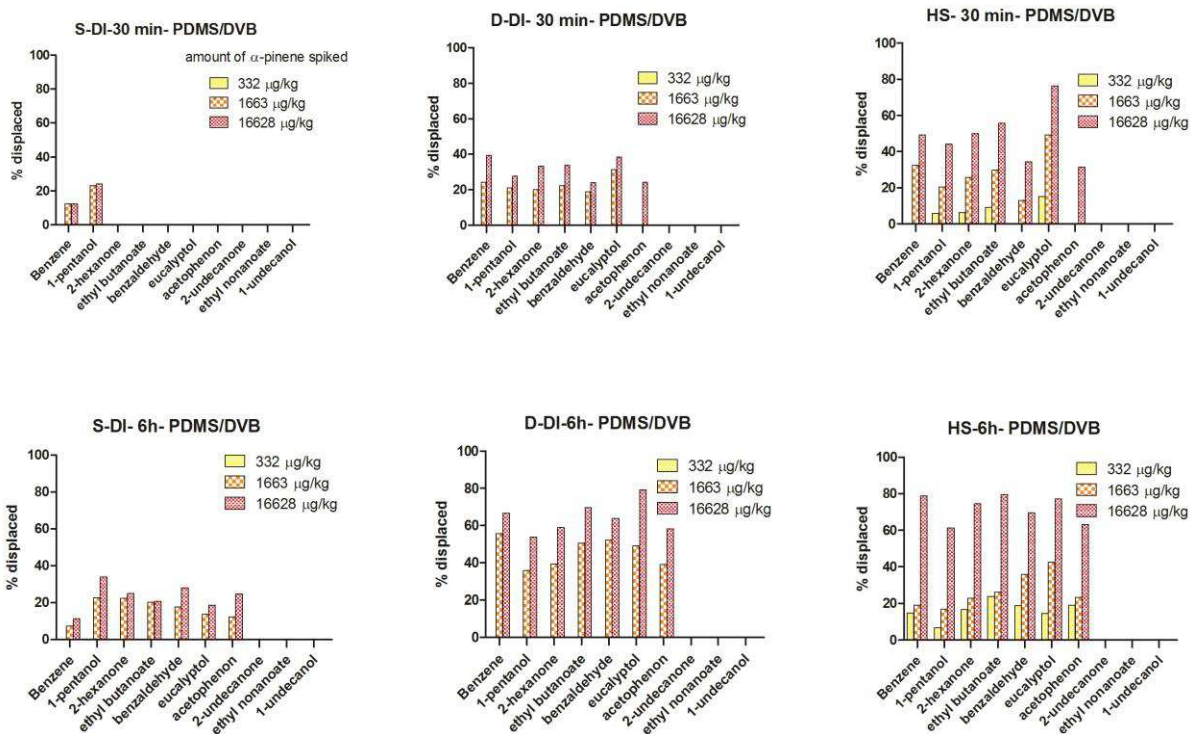 S-DI-30 min- PDMS/DVB
amount of α-pinene spiked
332 µg/kg
1663 µg/kg
16628 µg/kg
% displaced
100
80
60
40
20
0
Benzene
1-pentanol
2-hexanone
ethyl butanoate
benzaldehyde
eucalyptol
acetophenon
2-undecanone
ethyl nonanoate
1-undecanol
D-DI- 30 min- PDMS/DVB
332 µg/kg
1663 µg/kg
16628 µg/kg
% displaced
100
80
60
40
20
0
Benzene
1-pentanol
2-hexanone
ethyl butanoate
benzaldehyde
eucalyptol
acetophenon
2-undecanone
ethyl nonanoate
1-undecanol
HS- 30 min- PDMS/DVB
332 µg/kg
1663 µg/kg
16628 µg/kg
% displaced
100
80
60
40
20
0
Benzene
1-pentanol
2-hexanone
ethyl butanoate
benzaldehyde
eucalyptol
acetophenon
2-undecanone
ethyl nonanoate
1-undecanol
S-DI- 6h- PDMS/DVB
332 µg/kg
1663 µg/kg
16628 µg/kg
% displaced
100
80
60
40
20
0
Benzene
1-pentanol
2-hexanone
ethyl butanoate
benzaldehyde
eucalyptol
acetophenon
2-undecanone
ethyl nonanoate
1-undecanol
D-DI-6h- PDMS/DVB
332 µg/kg
1663 µg/kg
16628 µg/kg
% displaced
100
80
60
40
20
0
Benzene
1-pentanol
2-hexanone
ethyl butanoate
benzaldehyde
eucalyptol
acetophenon
2-undecanone
ethyl nonanoate
1-undecanol
HS-6h- PDMS/DVB
332 µg/kg
1663 µg/kg
16628 µg/kg
% displaced
100
80
60
40
20
0
Benzene
1-pentanol
2-hexanone
ethyl butanoate
benzaldehyde
eucalyptol
acetophenon
2-undecanone
ethyl nonanoate
1-undecanol